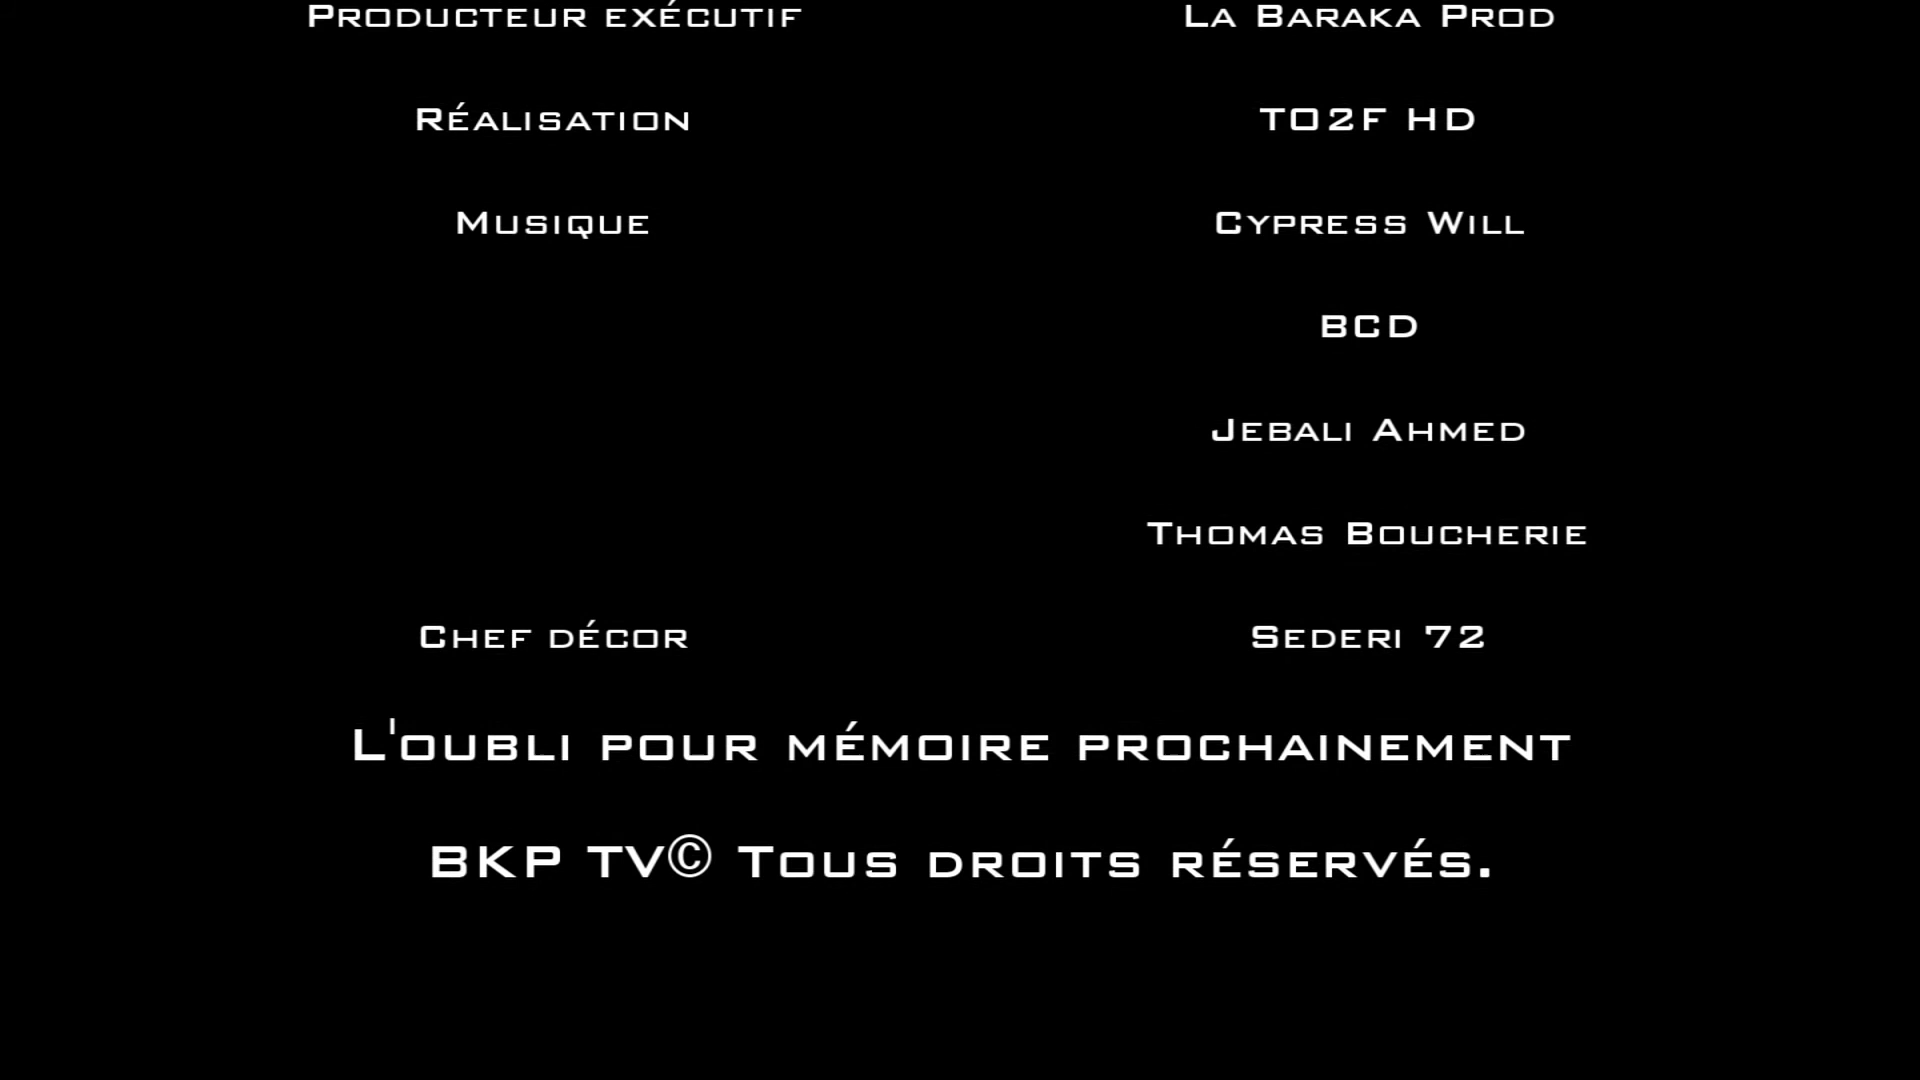 Producteur exécutif La Baraka Prod
Réalisation TO2F HD
Musique Cypress Will
BCD
Jebali Ahmed
Thomas Boucherie
Chef décor Sederi 72
L'oubli pour mémoire prochainement
BKP TV© Tous droits réservés.